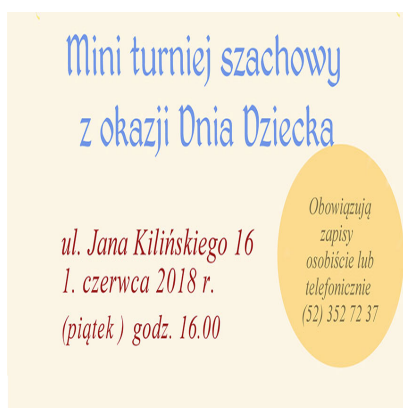 Mini turniej szachowy
z okazji Dnia Dziecka
ul. Jana Kilińskiego 16
1. czerwca 2018 r.
(piątek ) godz. 16.00
Obowiązują
zapisy
osobiście lub
telefonicznie
(52) 352 72 37